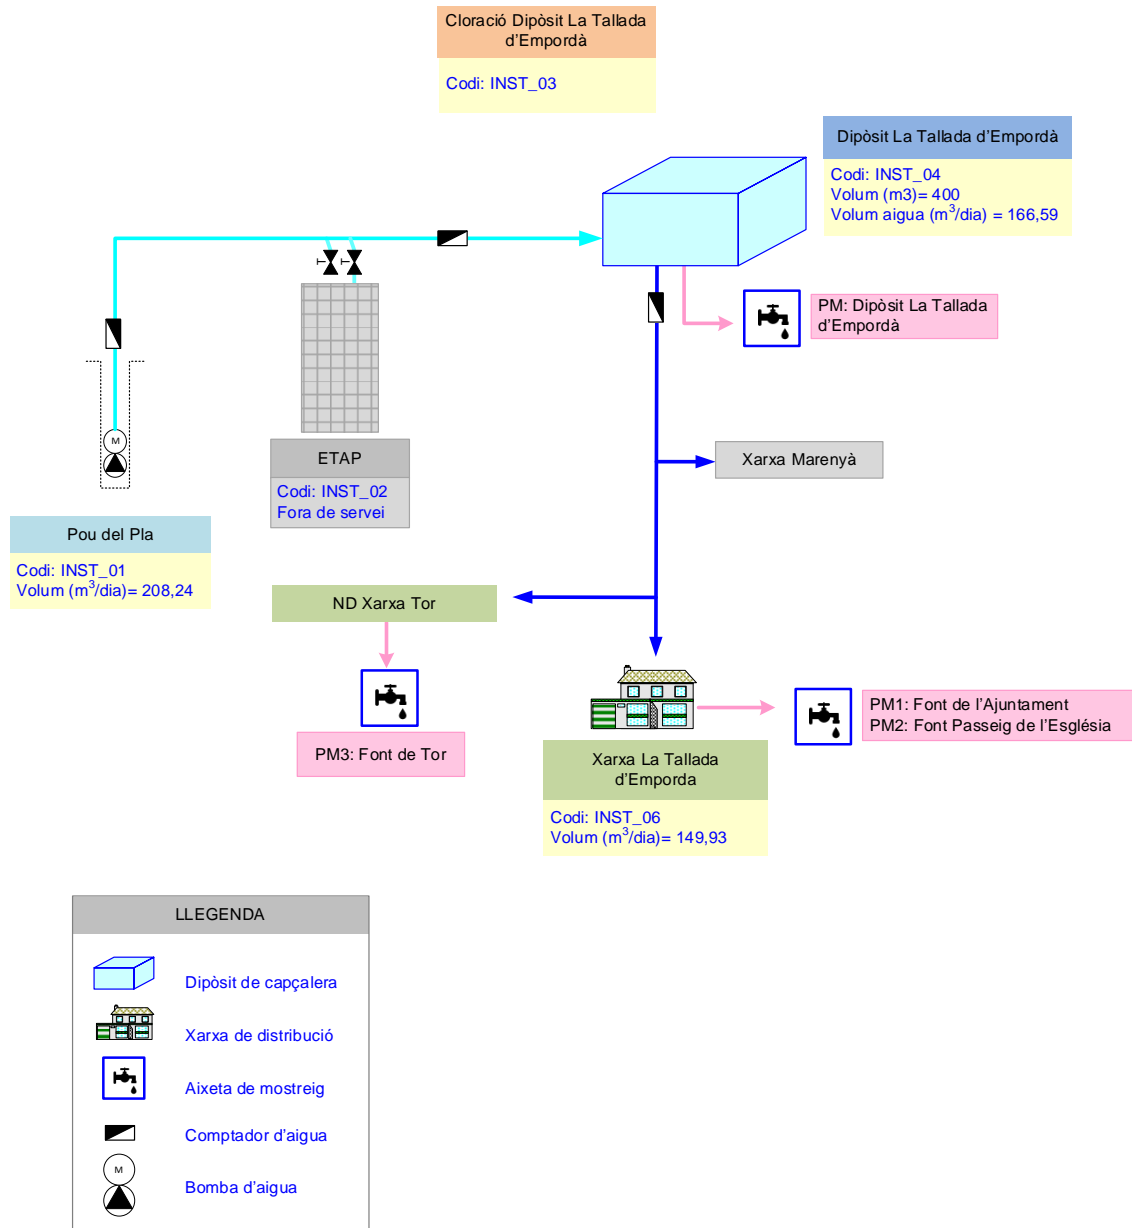 Cloració Dipòsit La Tallada
d'Empordà
Codi: INST_03
Dipòsit La Tallada d'Empordà
Codi: INST_04
Volum (m3)= 400
Volum aigua (m³/dia) = 166,59
PM: Dipòsit La Tallada
d'Empordà
M
ETAP
Codi: INST_02
Fora de servei
Xarxa Marenyà
Pou del Pla
Codi: INST_01
Volum (m³/dia)= 208,24
ND Xarxa Tor
PM3: Font de Tor
PM1: Font de l'Ajuntament
PM2: Font Passeig de l'Església
Xarxa La Tallada
d'Emporda
Codi: INST_06
Volum (m³/dia)= 149,93
LLEGENDA
Dipòsit de capçalera
Xarxa de distribució
Aixeta de mostreig
Comptador d'aigua
M
Bomba d'aigua